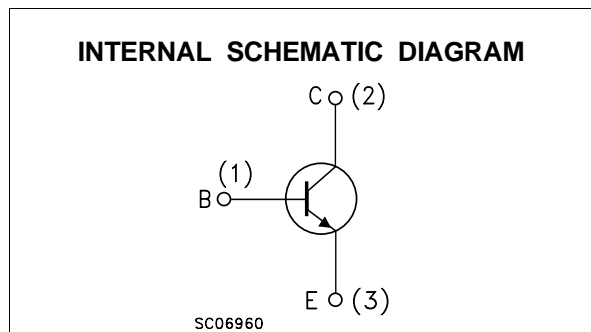 INTERNAL SCHEMATIC DIAGRAM
C (2)
(1)
B
E (3)
SC06960